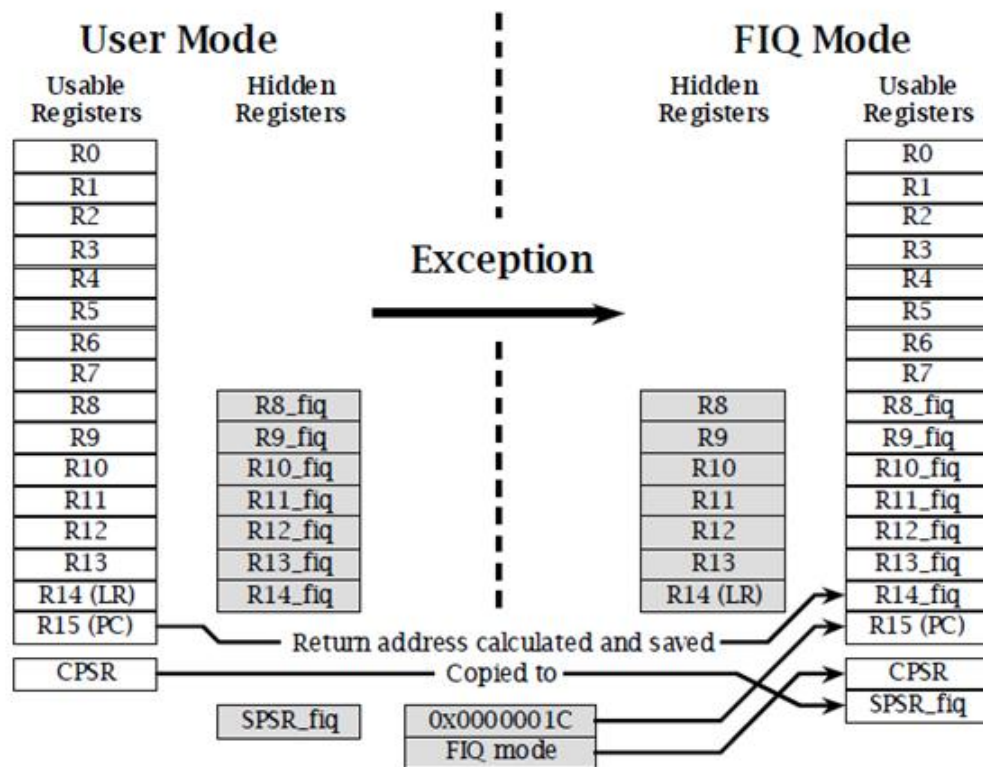 User Mode
FIQ Mode
Usable
Registers
Hidden
Registers
Hidden
Registers
Usable
Registers
R0
R1
R2
R3
R4
R5
R6
R7
R8
R9
R10
R11
R12
R13
R14 (LR)
R15 (PC)
CPSR
R8_fiq
R9_fiq
R10_fiq
R11_fiq
R12_fiq
R13_fiq
R14_fiq
SPSR_fiq
Exception
Return address calculated and saved
Copied to
0x0000001C
FIQ mode
R8
R9
R10
R11
R12
R13
R14 (LR)
R0
R1
R2
R3
R4
R5
R6
R7
R8_fiq
R9_fiq
R10_fiq
R11_fiq
R12_fiq
R13_fiq
R14_fiq
R15 (PC)
CPSR
SPSR_fiq